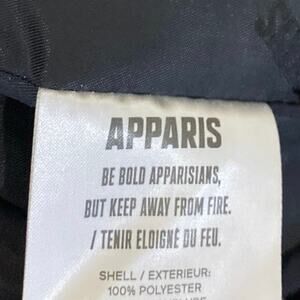 APPARIS
BE BOLD APPARISIANS,
BUT KEEP AWAY FROM FIRE.
/ TENIR ELOIGNÉ DU FEU.
SHELL / EXTERIEUR:
100% POLYESTER